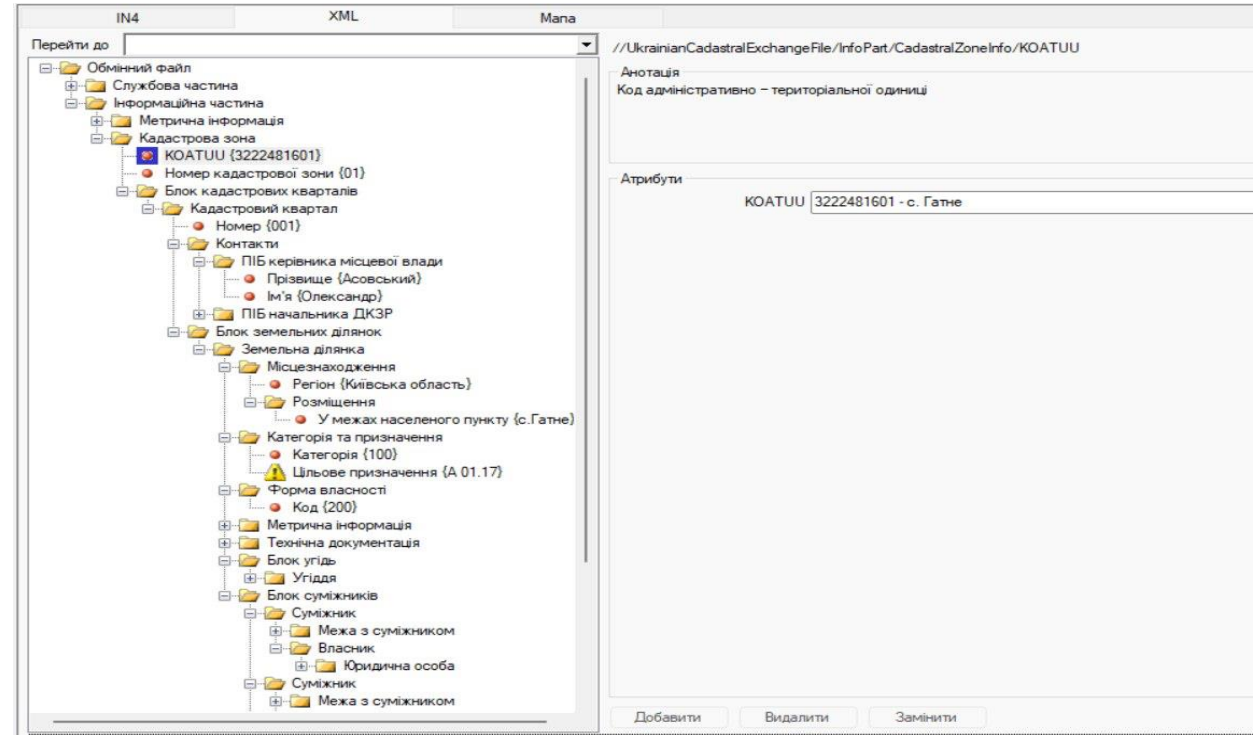 IN4
XML
Мапа
Перейти до
//UkrainianCadastralExchangeFile/InfoPart/CadastralZoneInfo/KOATUU
Обмінний файл
Службова частина
Інформаційна частина
Метрична інформація
Кадастрова зона
KOATUU {3222481601}
Номер кадастрової зони {01}
Блок кадастрових кварталів
Кадастровий квартал
Номер {001}
Контакти
ПІБ керівника місцевої влади
Прізвище {Асовський}
Ім'я {Олександр}
ПІБ начальника ДКЗР
Блок земельних ділянок
Земельна ділянка
Місцезнаходження
Регіон {Київська область}
Розміщення
У межах населеного пункту {с.Гатне}
Категорія та призначення
Категорія {100}
Цільове призначення {А 01.17}
Форма власності
Код {200}
Метрична інформація
Технічна документація
Блок угідь
Угіддя
Блок суміжників
Суміжник
Межа з суміжником
Власник
Юридична особа
Суміжник
Межа з суміжником
Анотація
Код адміністративно – територіальної одиниці
Атрибути
KOATUU 3222481601 - с. Гатне
Добавити Видалити Замінити